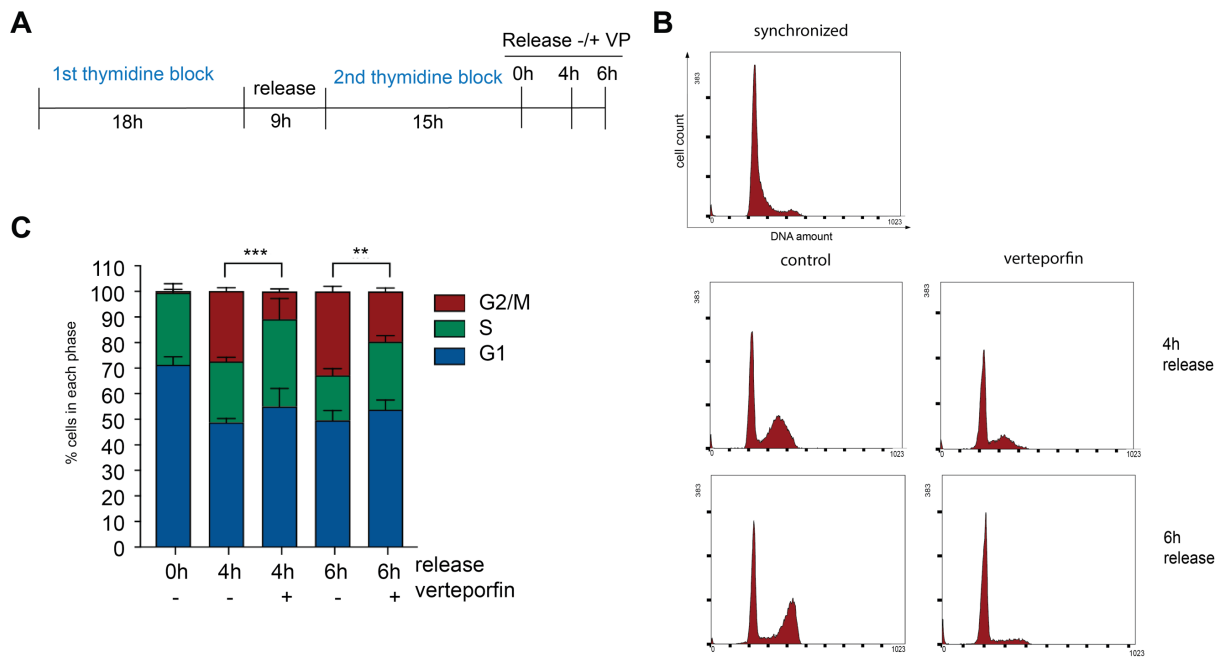 A
Release -/+ VP
1st thymidine block
release
2nd thymidine block
0h
4h
6h
18h
9h
15h
B
synchronized
383
cell count
0
1023
DNA amount
control
verteporfin
383
0
1023
383
0
1023
4h
release
383
0
1023
383
0
1023
6h
release
C
% cells in each phase
110
100
90
80
70
60
50
40
30
20
10
0
***
**
G2/M
S
G1
0h
4h
4h
6h
6h
release
-
-
+
-
+
verteporfin